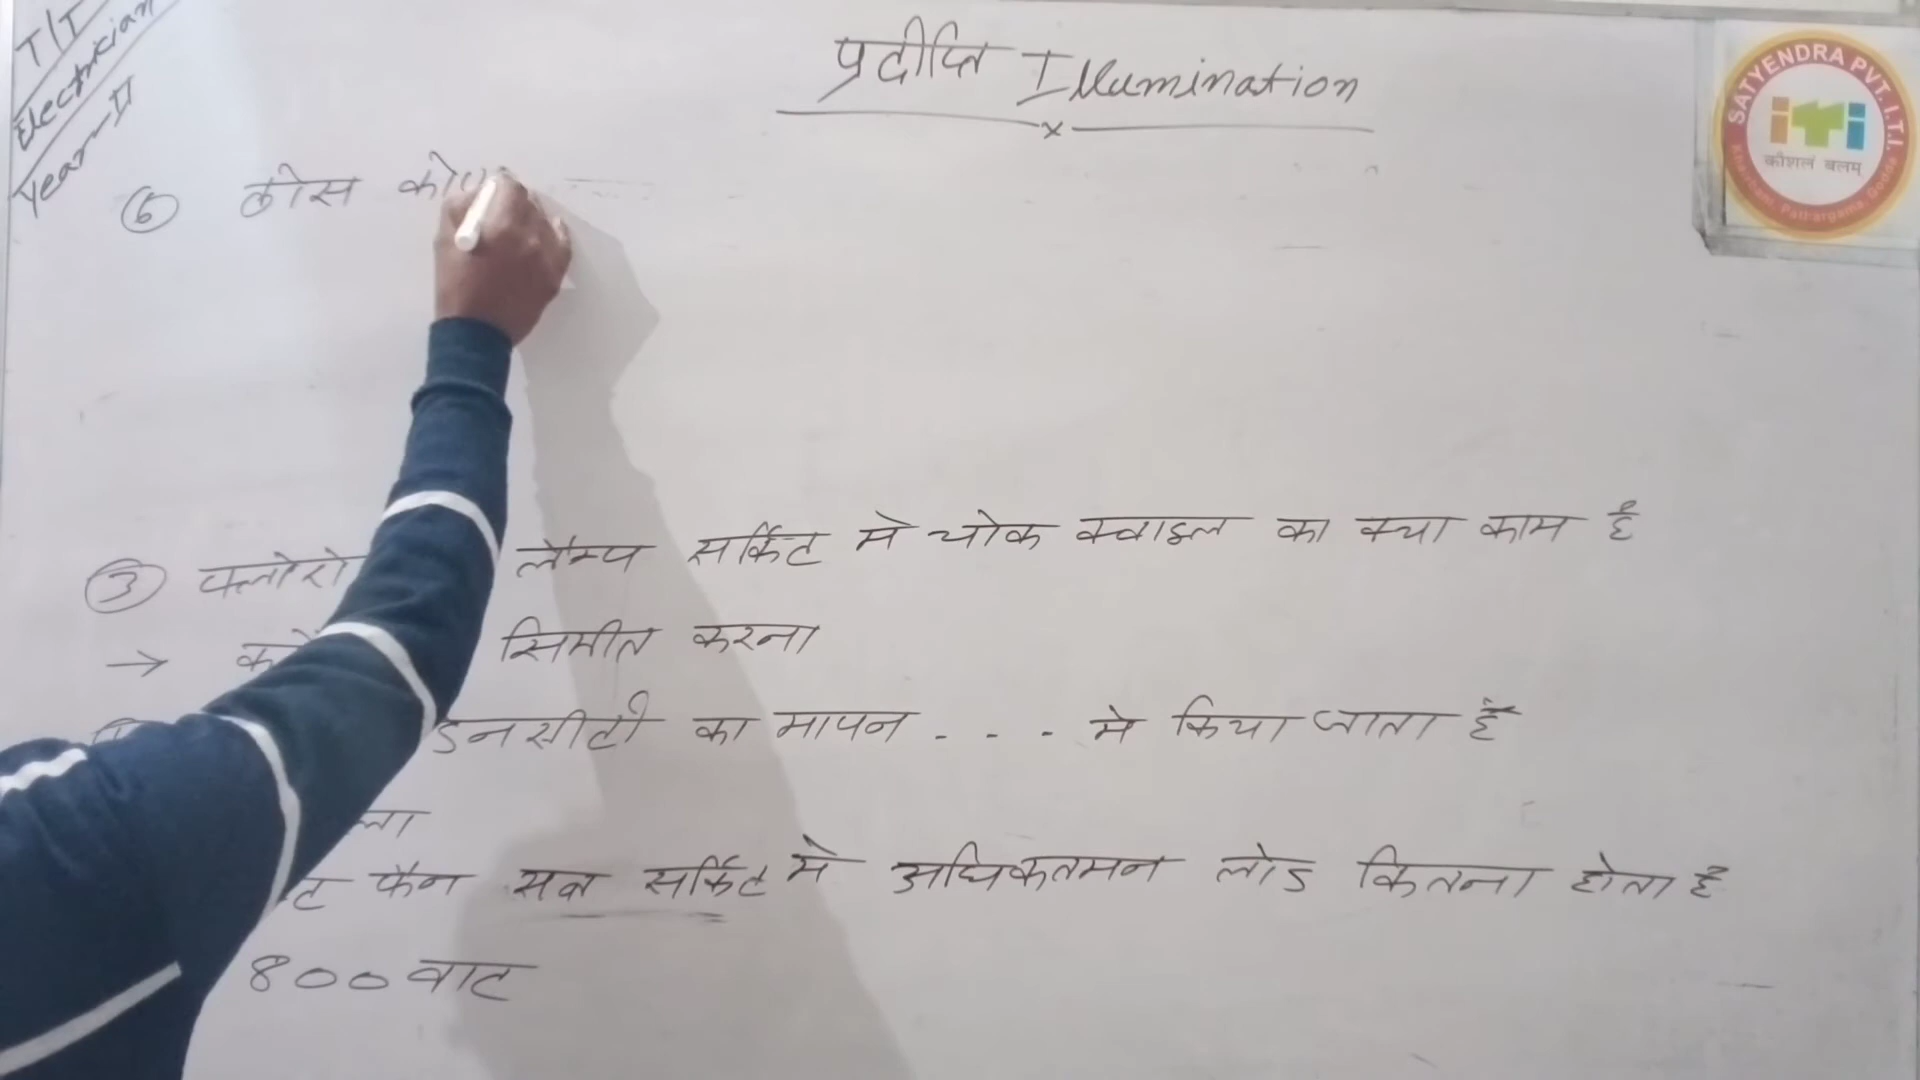 T/T
Electrician
Year-II
प्रदीप्ति Illumination
x
SATYENDRA PVT. I.T.I.
iTi
कौशलं बलम्
⑥ ठोस
③ लैम्प सर्किट मे चोक क्वाइल का क्या काम है
→ सिमीत करना
डनसीटी का मापन . . . मे किया जाता है
फैन सब सर्किट मे अधिकतमन लोड कितना होता है
800 वाट